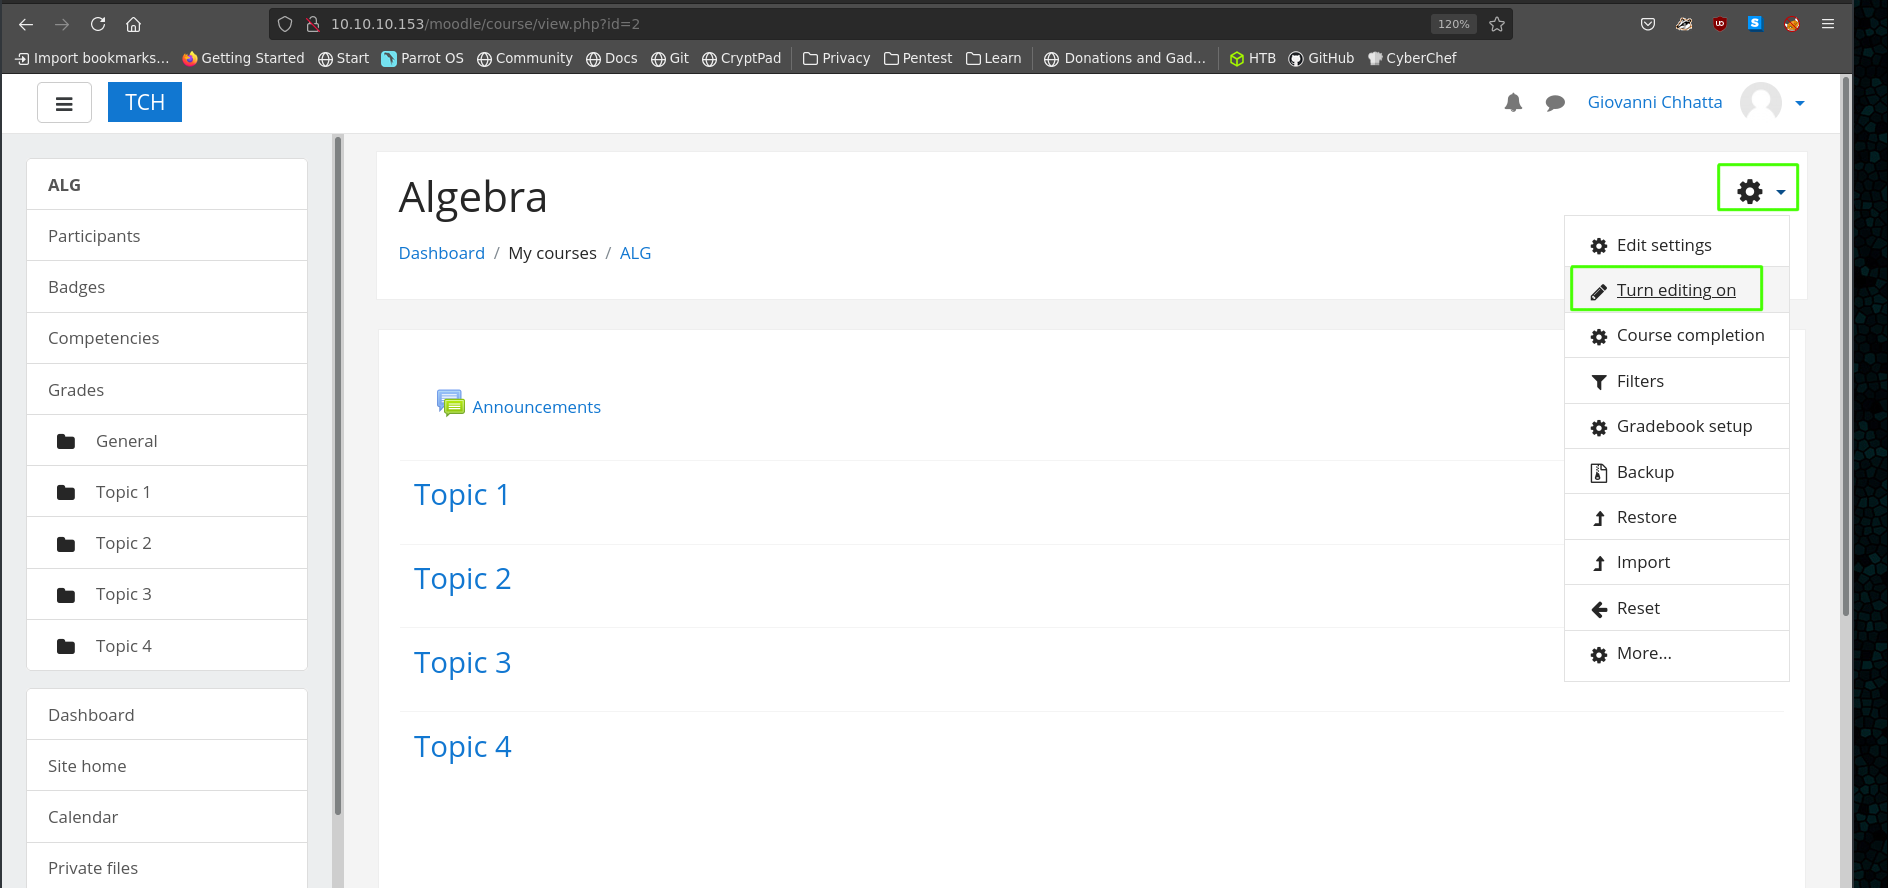 10.10.10.153/moodle/course/view.php?id=2
120%
Import bookmarks... Getting Started Start Parrot OS Community Docs Git CryptPad Privacy Pentest Learn Donations and Gad... HTB GitHub CyberChef
TCH
Giovanni Chhatta
ALG
Participants
Badges
Competencies
Grades
General
Topic 1
Topic 2
Topic 3
Topic 4
Dashboard
Site home
Calendar
Private files
Algebra
Dashboard / My courses / ALG
Edit settings
Turn editing on
Course completion
Filters
Gradebook setup
Backup
Restore
Import
Reset
More...
Announcements
Topic 1
Topic 2
Topic 3
Topic 4